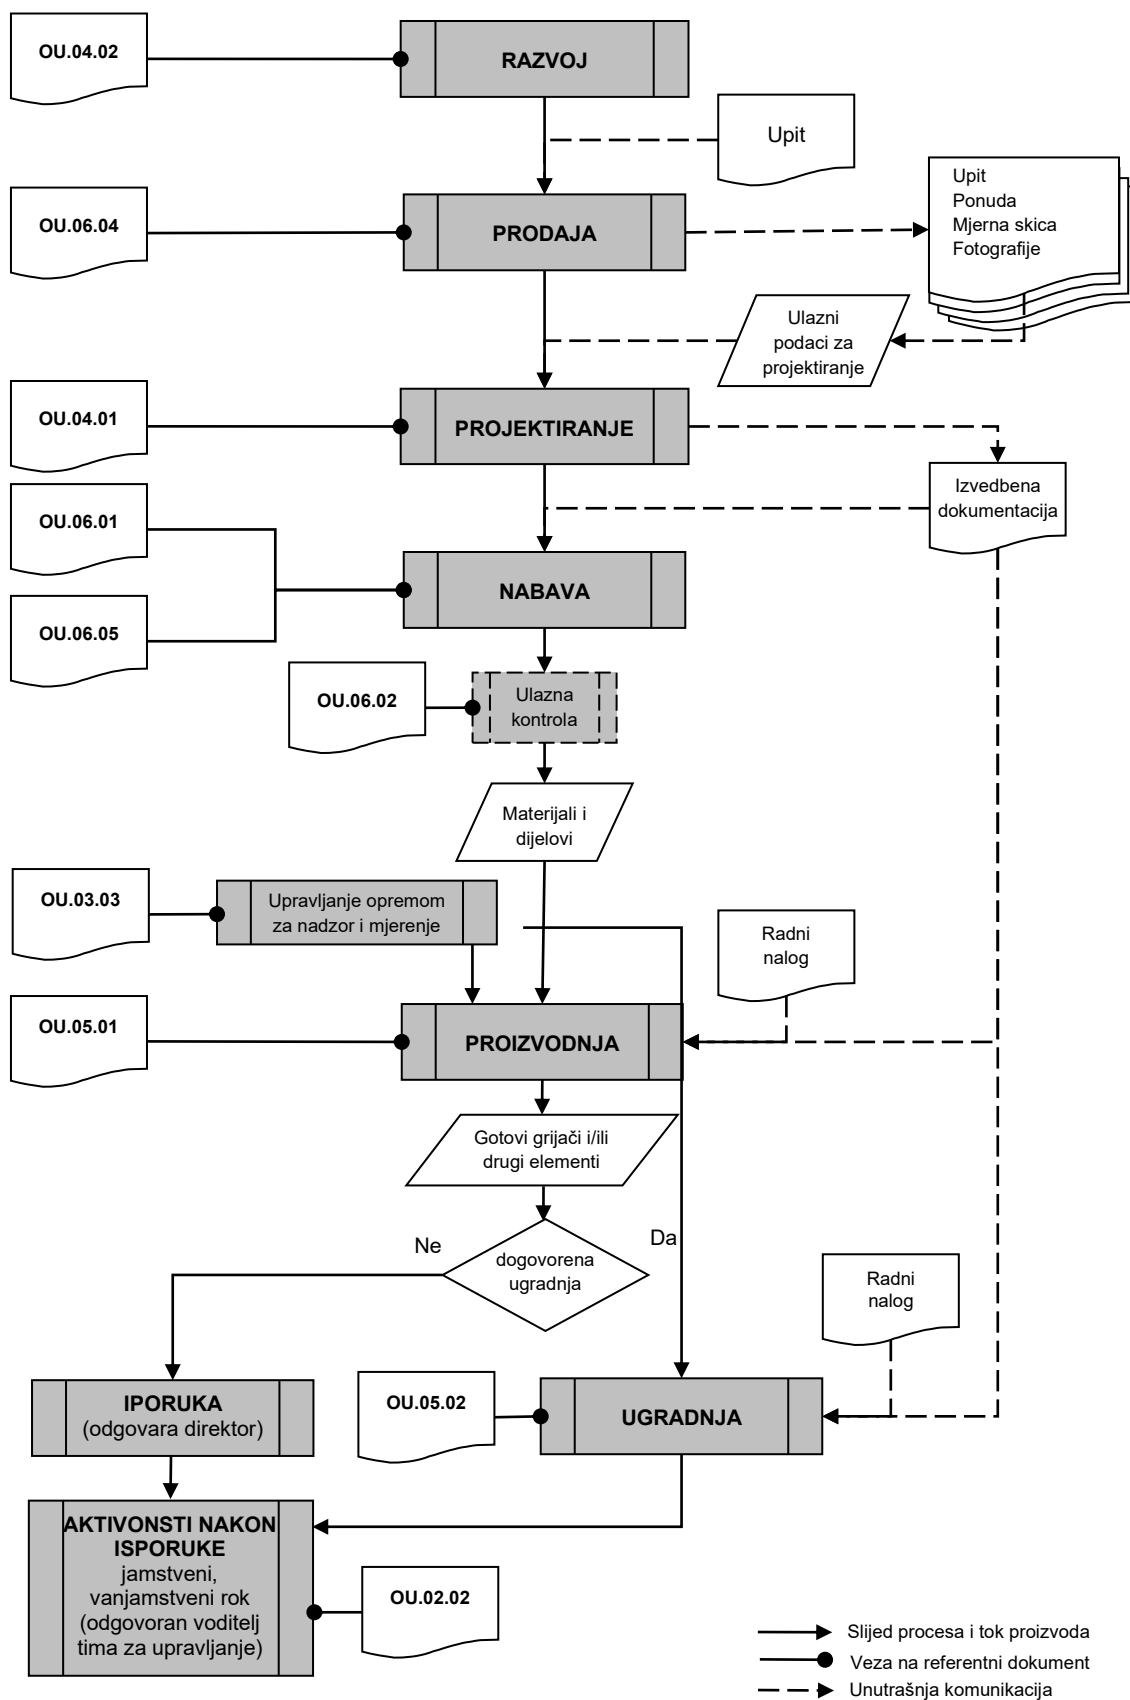 OU.04.02
RAZVOJ
Upit
OU.06.04
PRODAJA
Upit
Ponuda
Mjerna skica
Fotografije
Ulazni
podaci za
projektiranje
OU.04.01
PROJEKTIRANJE
Izvedbena
dokumentacija
OU.06.01
NABAVA
OU.06.05
OU.06.02
Ulazna
kontrola
Materijali i
dijelovi
OU.03.03
Upravljanje opremom
za nadzor i mjerenje
Radni
nalog
OU.05.01
PROIZVODNJA
Gotovi grijači i/ili
drugi elementi
Ne
Da
dogovorena
ugradnja
Radni
nalog
IPORUKA
(odgovara direktor)
OU.05.02
UGRADNJA
AKTIVONSTI NAKON
ISPORUKE
jamstveni,
vanjamstveni rok
(odgovoran voditelj
tima za upravljanje)
OU.02.02
Slijed procesa i tok proizvoda
Veza na referentni dokument
Unutrašnja komunikacija